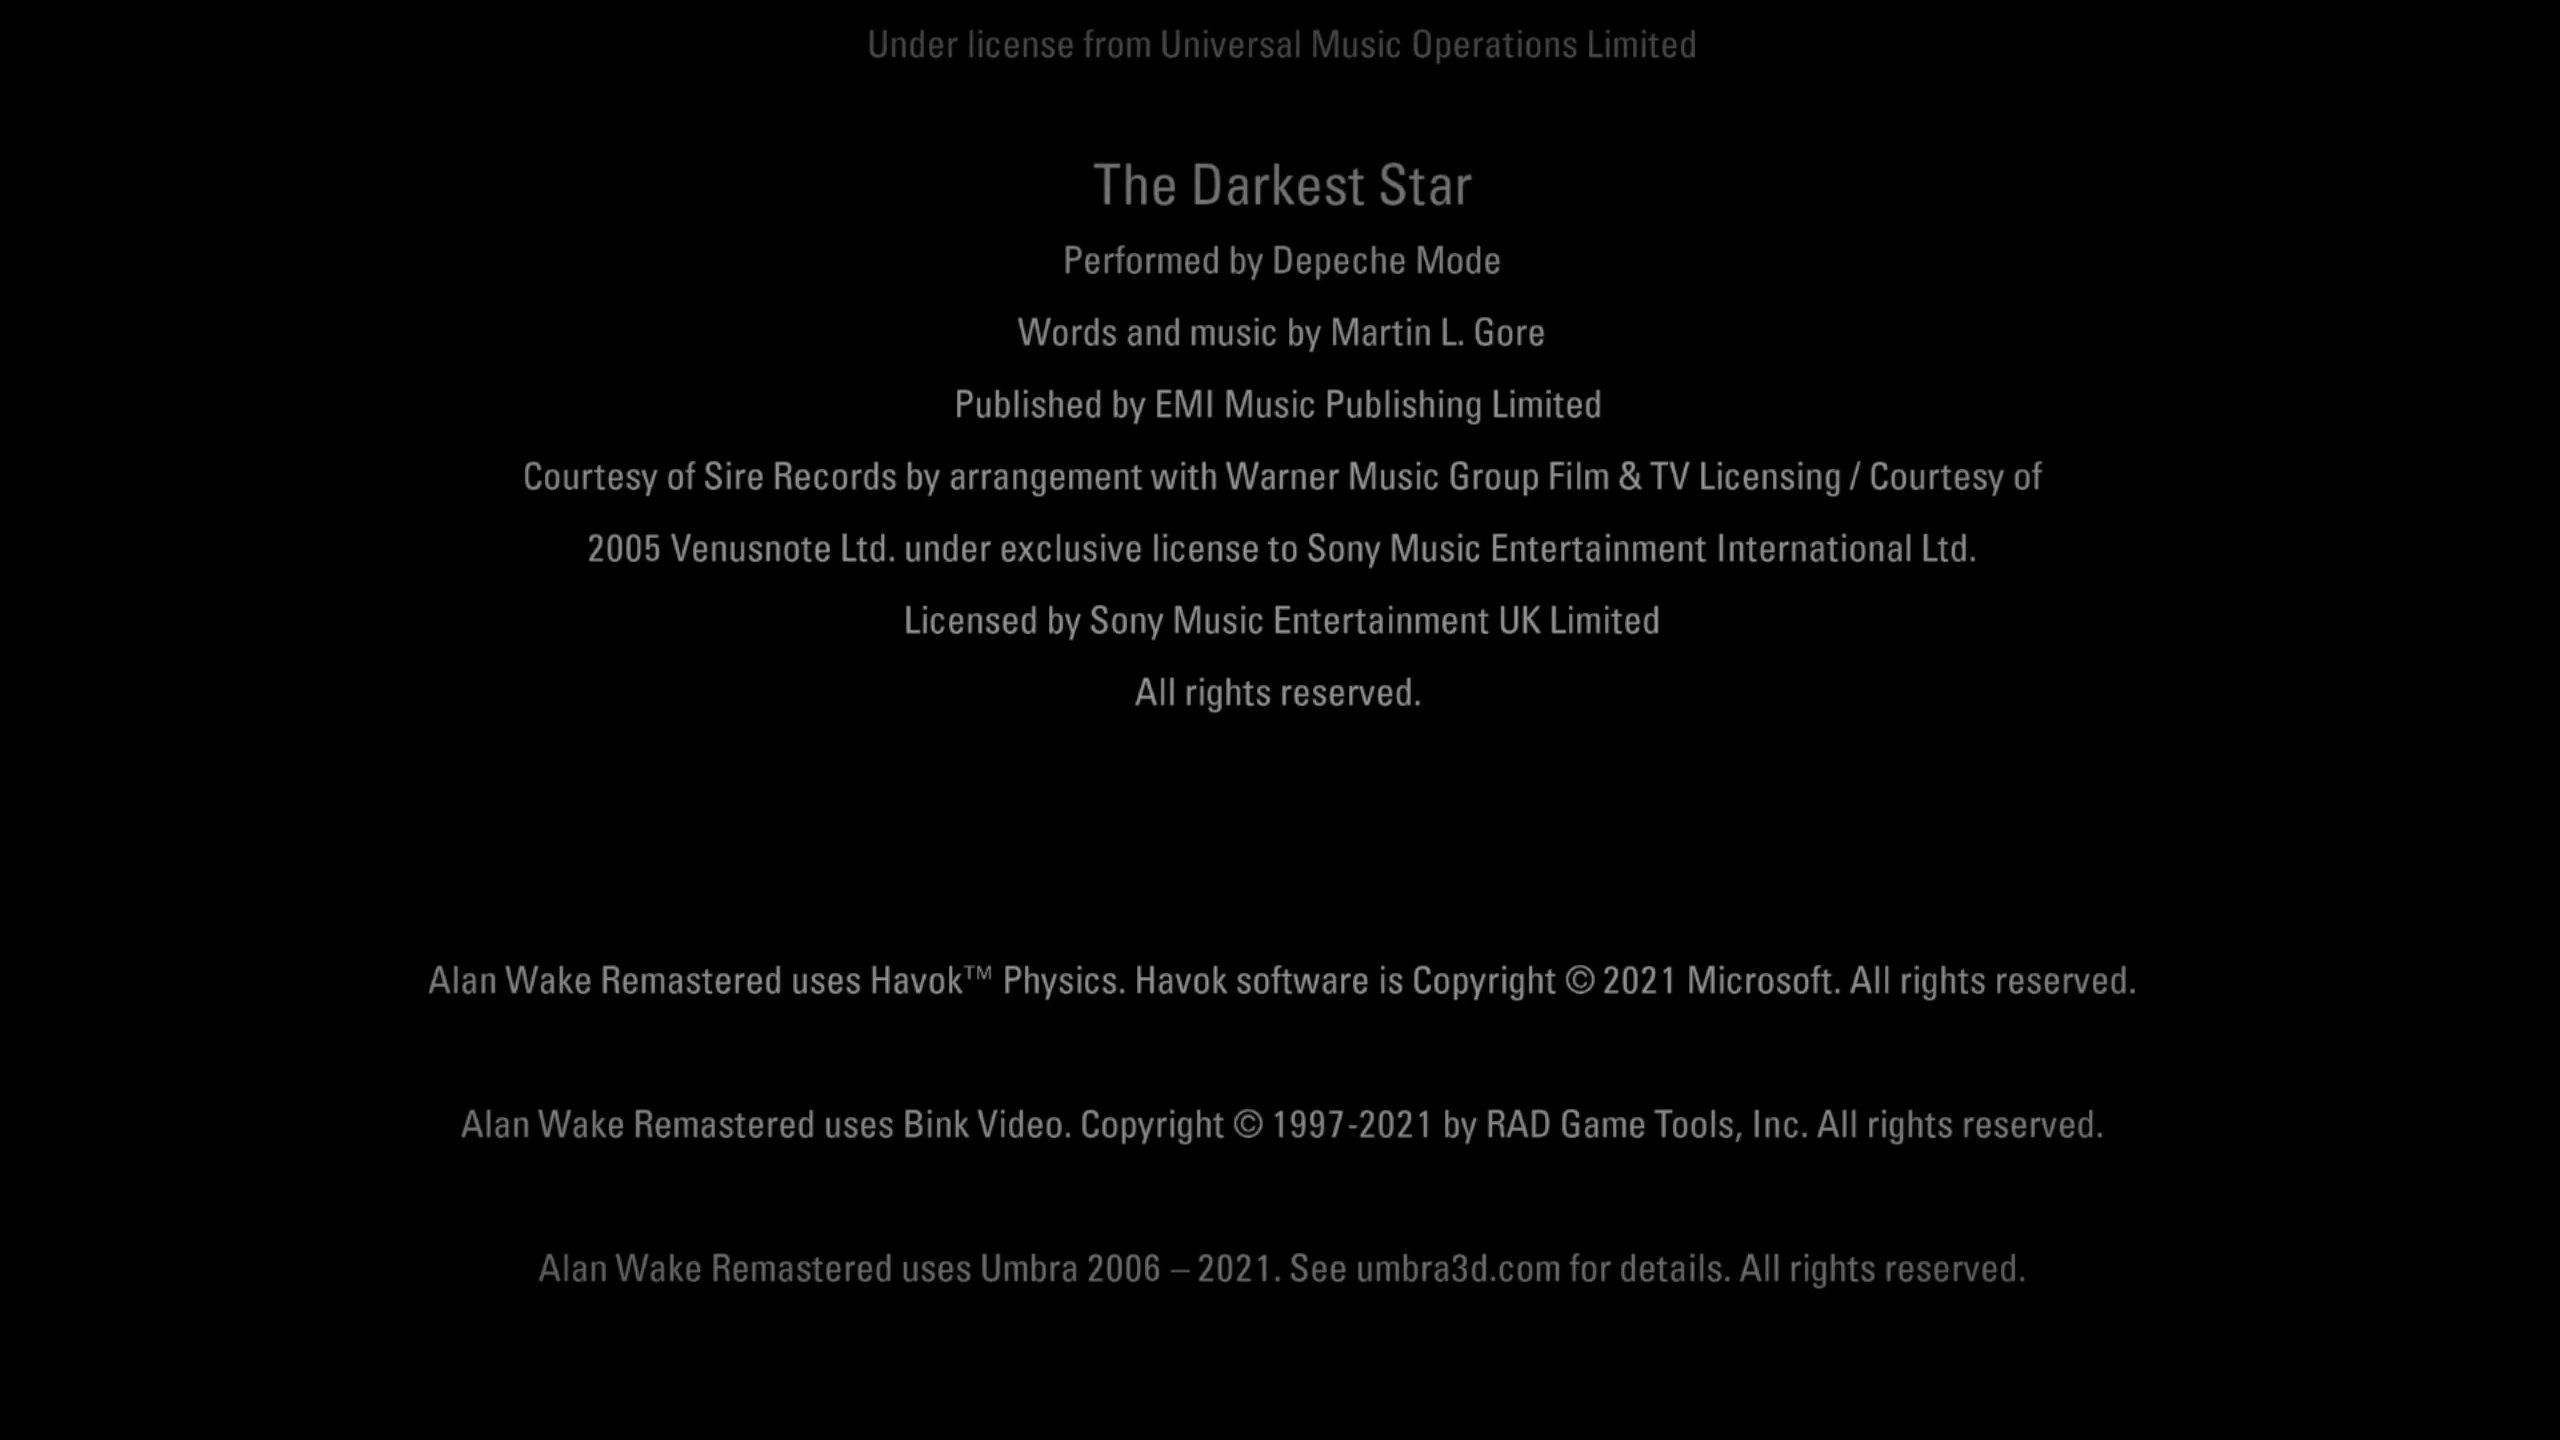 Under license from Universal Music Operations Limited
The Darkest Star
Performed by Depeche Mode
Words and music by Martin L. Gore
Published by EMI Music Publishing Limited
Courtesy of Sire Records by arrangement with Warner Music Group Film & TV Licensing / Courtesy of
2005 Venusnote Ltd. under exclusive license to Sony Music Entertainment International Ltd.
Licensed by Sony Music Entertainment UK Limited
All rights reserved.
Alan Wake Remastered uses Havok™ Physics. Havok software is Copyright © 2021 Microsoft. All rights reserved.
Alan Wake Remastered uses Bink Video. Copyright © 1997-2021 by RAD Game Tools, Inc. All rights reserved.
Alan Wake Remastered uses Umbra 2006 – 2021. See umbra3d.com for details. All rights reserved.